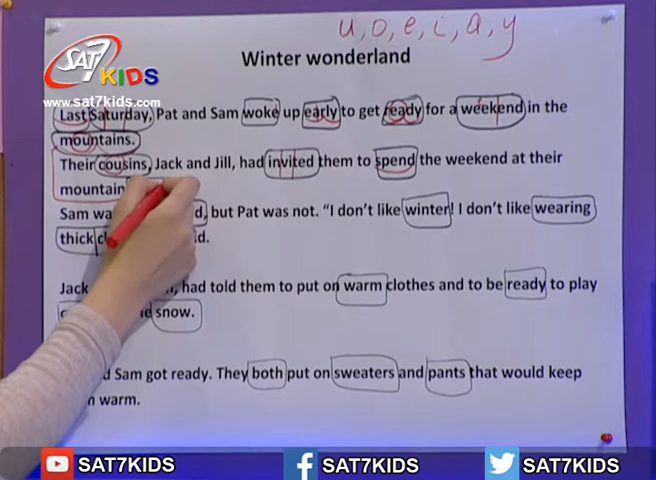 u, o, e, i, a, y
SAT 7 KIDS
Winter wonderland
www.sat7kids.com
Last Saturday, Pat and Sam woke up early to get ready for a weekend in the
mountains.
Their cousins, Jack and Jill, had invited them to spend the weekend at their
mountain
Sam but Pat was not. "I don't like winter! I don't like wearing
thick
Jack had told them to put on warm clothes and to be ready to play
snow.
Sam got ready. They both put on sweaters and pants that would keep
warm.
SAT7KIDS SAT7KIDS SAT7KIDS